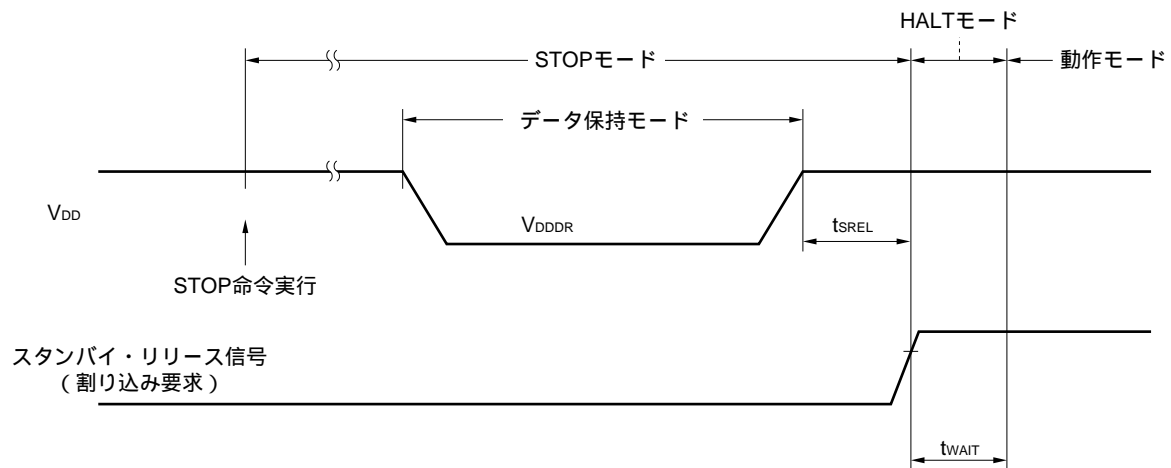 HALTモード
STOPモード
動作モード
データ保持モード
VDD
VDDDR
tSREL
STOP命令実行
スタンバイ・リリース信号
(割り込み要求)
tWAIT